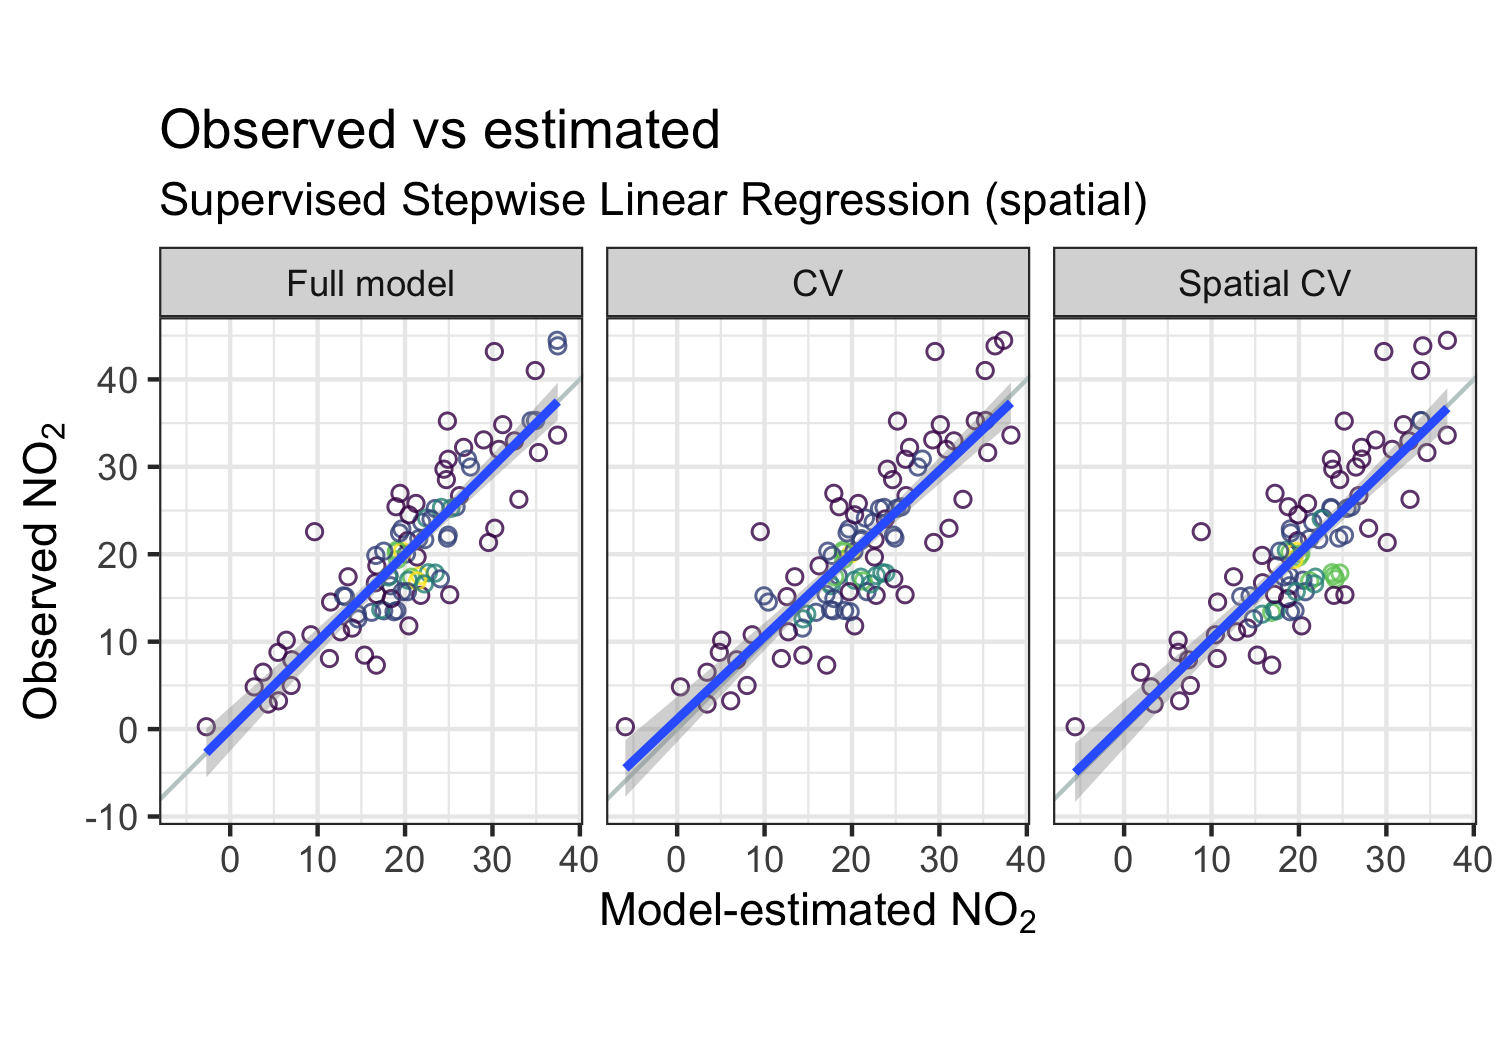 Observed vs estimated
Supervised Stepwise Linear Regression (spatial)
Full model
CV
Spatial CV
Observed NO₂
40
30
20
10
0
-10
0 10 20 30 40
0 10 20 30 40
0 10 20 30 40
Model-estimated NO₂